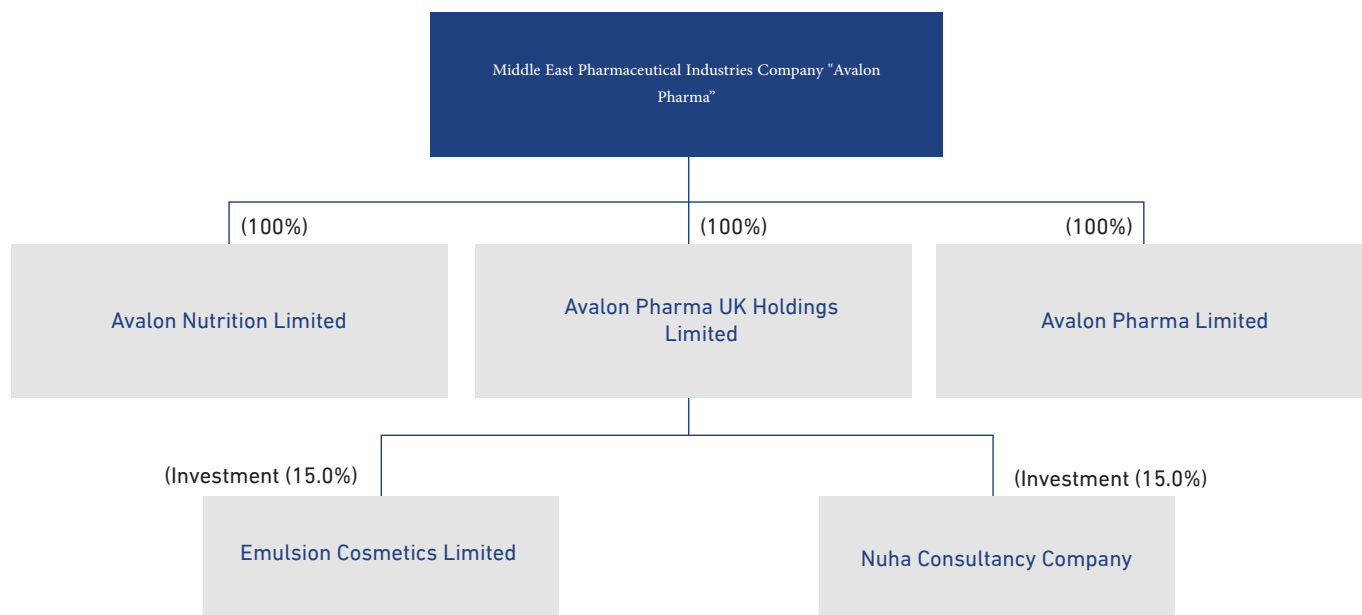 Middle East Pharmaceutical Industries Company "Avalon
Pharma”
(100%)
(100%)
(100%)
Avalon Nutrition Limited
Avalon Pharma UK Holdings
Limited
Avalon Pharma Limited
(Investment (15.0%)
(Investment (15.0%)
Emulsion Cosmetics Limited
Nuha Consultancy Company